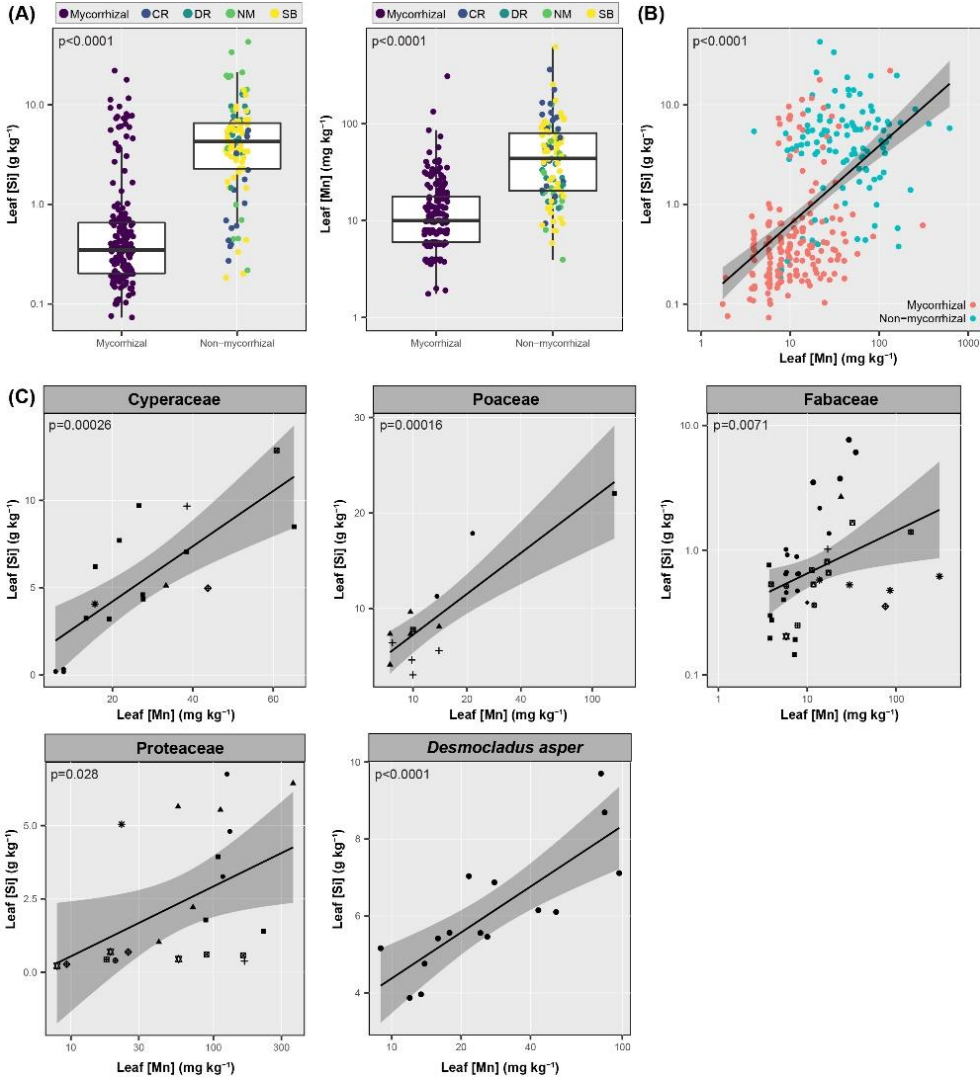 (A)
Mycorrhizal CR DR NM SB
p<0.0001
Leaf [Si] (g kg⁻¹)
10.0
1.0
0.1
Mycorrhizal Non−mycorrhizal
Mycorrhizal CR DR NM SB
p<0.0001
Leaf [Mn] (mg kg⁻¹)
100
10
1
Mycorrhizal Non−mycorrhizal
(B)
p<0.0001
Leaf [Si] (g kg⁻¹)
10.0
1.0
0.1
Mycorrhizal
Non−mycorrhizal
1 10 100 1000
Leaf [Mn] (mg kg⁻¹)
(C)
Cyperaceae
p=0.00026
Leaf [Si] (g kg⁻¹)
10
5
0
20 40 60
Leaf [Mn] (mg kg⁻¹)
Poaceae
p=0.00016
Leaf [Si] (g kg⁻¹)
30
20
10
10 20 40 100
Leaf [Mn] (mg kg⁻¹)
Fabaceae
p=0.0071
Leaf [Si] (g kg⁻¹)
10.0
1.0
0.1
1 10 100
Leaf [Mn] (mg kg⁻¹)
Proteaceae
p=0.028
Leaf [Si] (g kg⁻¹)
5.0
2.5
0.0
10 30 100 300
Leaf [Mn] (mg kg⁻¹)
Desmocladus asper
p<0.0001
Leaf [Si] (g kg⁻¹)
10
8
6
4
10 20 40 100
Leaf [Mn] (mg kg⁻¹)